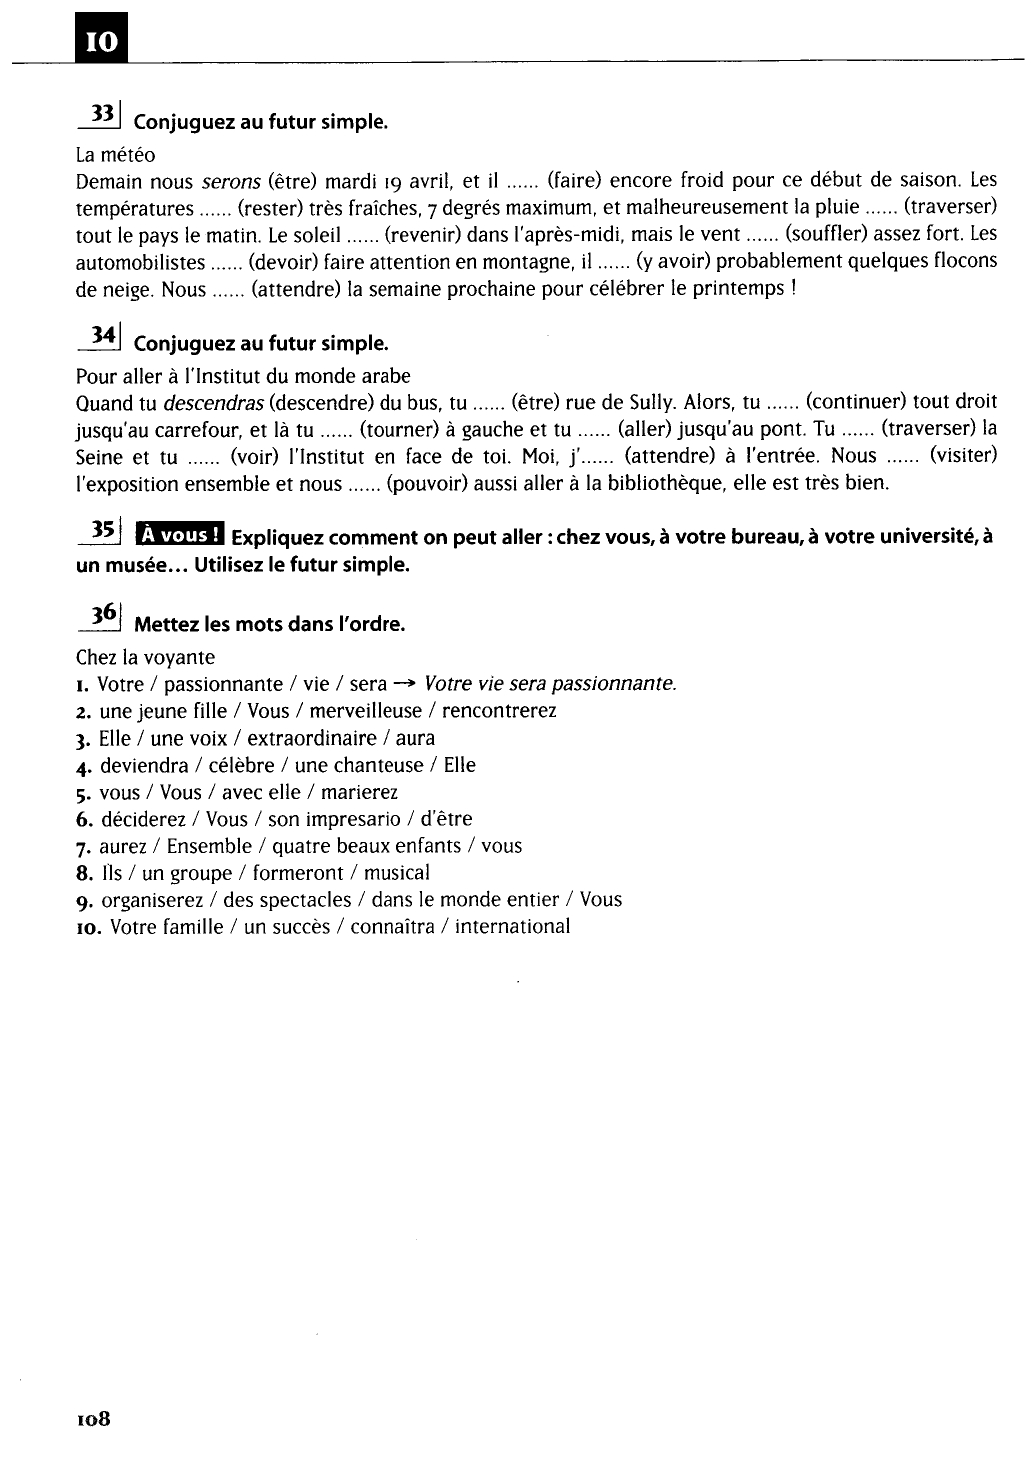 10
33 Conjuguez au futur simple.
La météo
Demain nous serons (être) mardi 19 avril, et il ...... (faire) encore froid pour ce début de saison. Les
températures ...... (rester) très fraîches, 7 degrés maximum, et malheureusement la pluie ...... (traverser)
tout le pays le matin. Le soleil ...... (revenir) dans l'après-midi, mais le vent ...... (souffler) assez fort. Les
automobilistes ...... (devoir) faire attention en montagne, il ...... (y avoir) probablement quelques flocons
de neige. Nous ...... (attendre) la semaine prochaine pour célébrer le printemps !
34 Conjuguez au futur simple.
Pour aller à l'Institut du monde arabe
Quand tu descendras (descendre) du bus, tu ...... (être) rue de Sully. Alors, tu ...... (continuer) tout droit
jusqu'au carrefour, et là tu ...... (tourner) à gauche et tu ...... (aller) jusqu'au pont. Tu ...... (traverser) la
Seine et tu ...... (voir) l'Institut en face de toi. Moi, j'...... (attendre) à l'entrée. Nous ...... (visiter)
l'exposition ensemble et nous ...... (pouvoir) aussi aller à la bibliothèque, elle est très bien.
35 À vous ! Expliquez comment on peut aller : chez vous, à votre bureau, à votre université, à
un musée... Utilisez le futur simple.
36 Mettez les mots dans l'ordre.
Chez la voyante
1. Votre / passionnante / vie / sera → Votre vie sera passionnante.
2. une jeune fille / Vous / merveilleuse / rencontrerez
3. Elle / une voix / extraordinaire / aura
4. deviendra / célèbre / une chanteuse / Elle
5. vous / Vous / avec elle / marierez
6. déciderez / Vous / son impresario / d'être
7. aurez / Ensemble / quatre beaux enfants / vous
8. Ils / un groupe / formeront / musical
9. organiserez / des spectacles / dans le monde entier / Vous
10. Votre famille / un succès / connaîtra / international
108